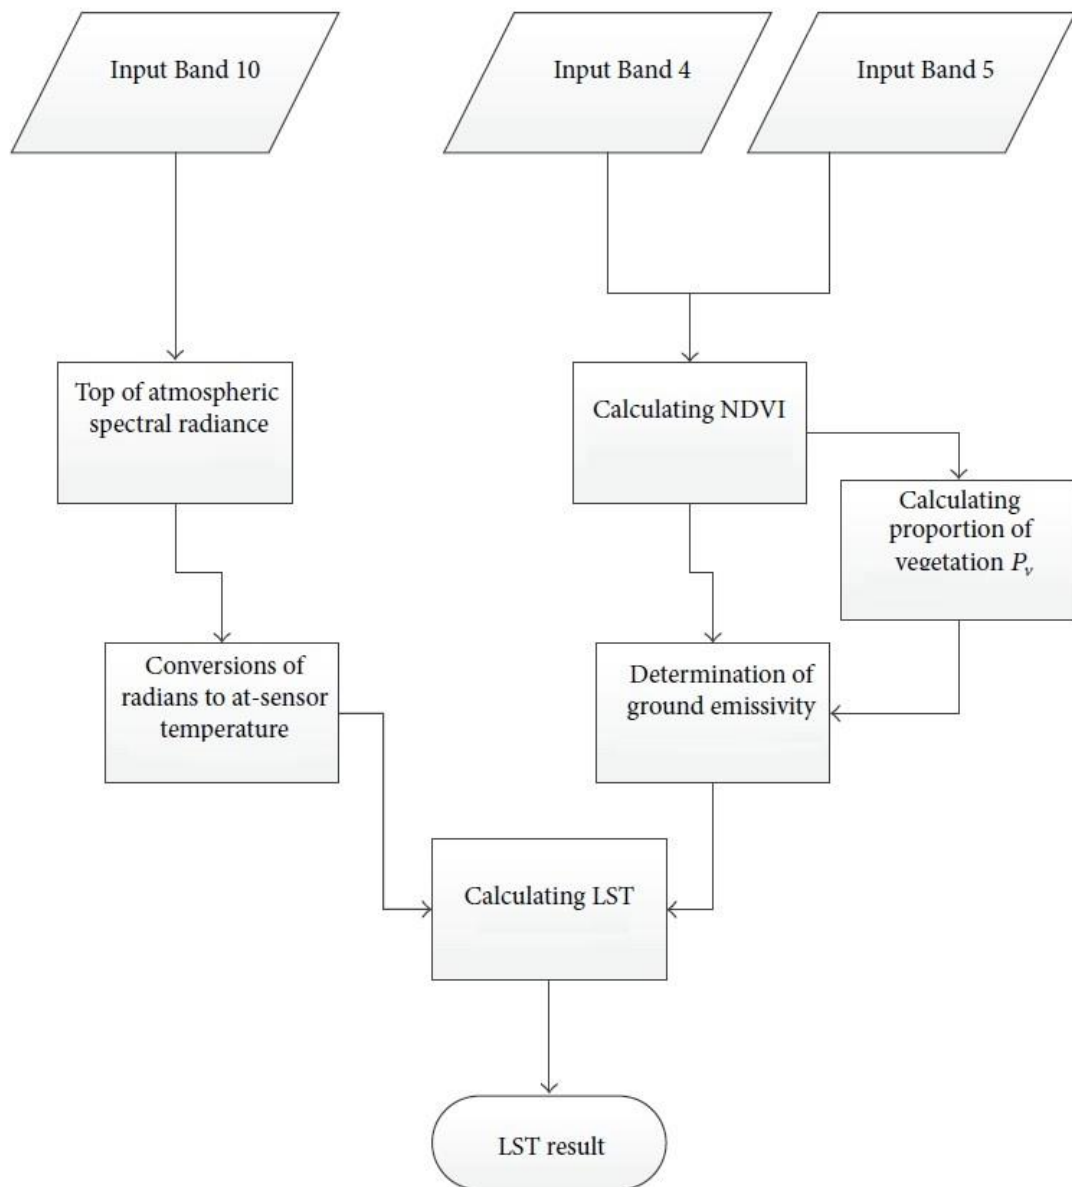 Input Band 10
Input Band 4
Input Band 5
Top of atmospheric
spectral radiance
Calculating NDVI
Calculating
proportion of
vegetation Pv
Conversions of
radians to at-sensor
temperature
Determination of
ground emissivity
Calculating LST
LST result